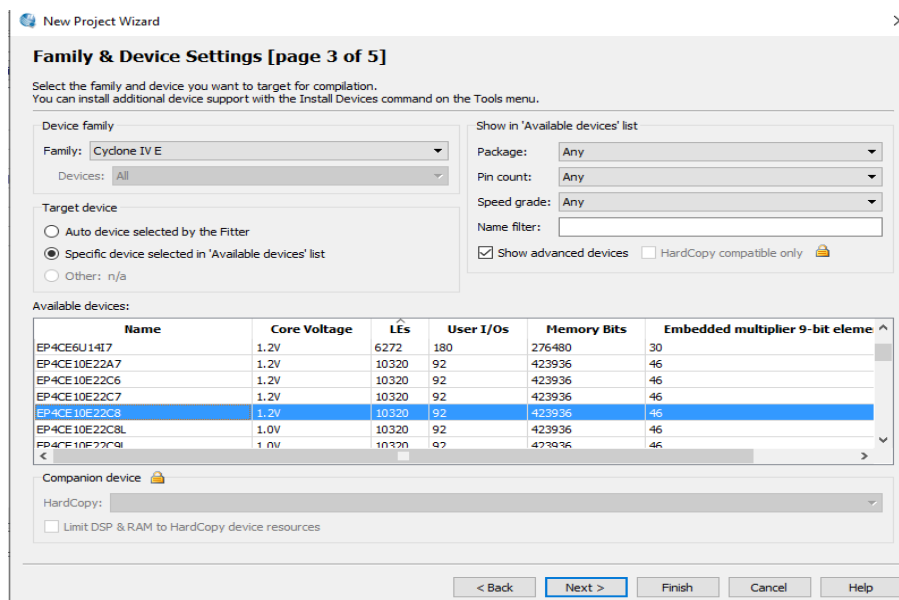 New Project Wizard
Family & Device Settings [page 3 of 5]
Select the family and device you want to target for compilation.
You can install additional device support with the Install Devices command on the Tools menu.
Device family
Family: Cyclone IV E
Devices: All
Target device
Auto device selected by the Fitter
Specific device selected in 'Available devices' list
Other: n/a
Show in 'Available devices' list
Package: Any
Pin count: Any
Speed grade: Any
Name filter:
Show advanced devices HardCopy compatible only
Available devices:
Name Core Voltage LEs User I/Os Memory Bits Embedded multiplier 9-bit eleme
EP4CE6U14I7 1.2V 6272 180 276480 30
EP4CE10E22A7 1.2V 10320 92 423936 46
EP4CE10E22C6 1.2V 10320 92 423936 46
EP4CE10E22C7 1.2V 10320 92 423936 46
EP4CE10E22C8 1.2V 10320 92 423936 46
EP4CE10E22C8L 1.0V 10320 92 423936 46
EP4CE10E22C9L 1.0V 10320 92 423936 46
Companion device
HardCopy:
Limit DSP & RAM to HardCopy device resources
< Back Next > Finish Cancel Help